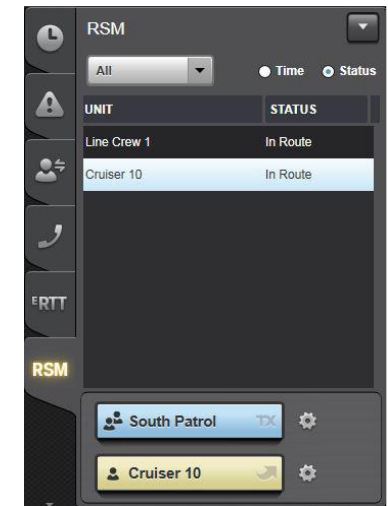 RSM
All
Time
Status
UNIT STATUS
Line Crew 1 In Route
Cruiser 10 In Route
ERTT
RSM
South Patrol TX
Cruiser 10